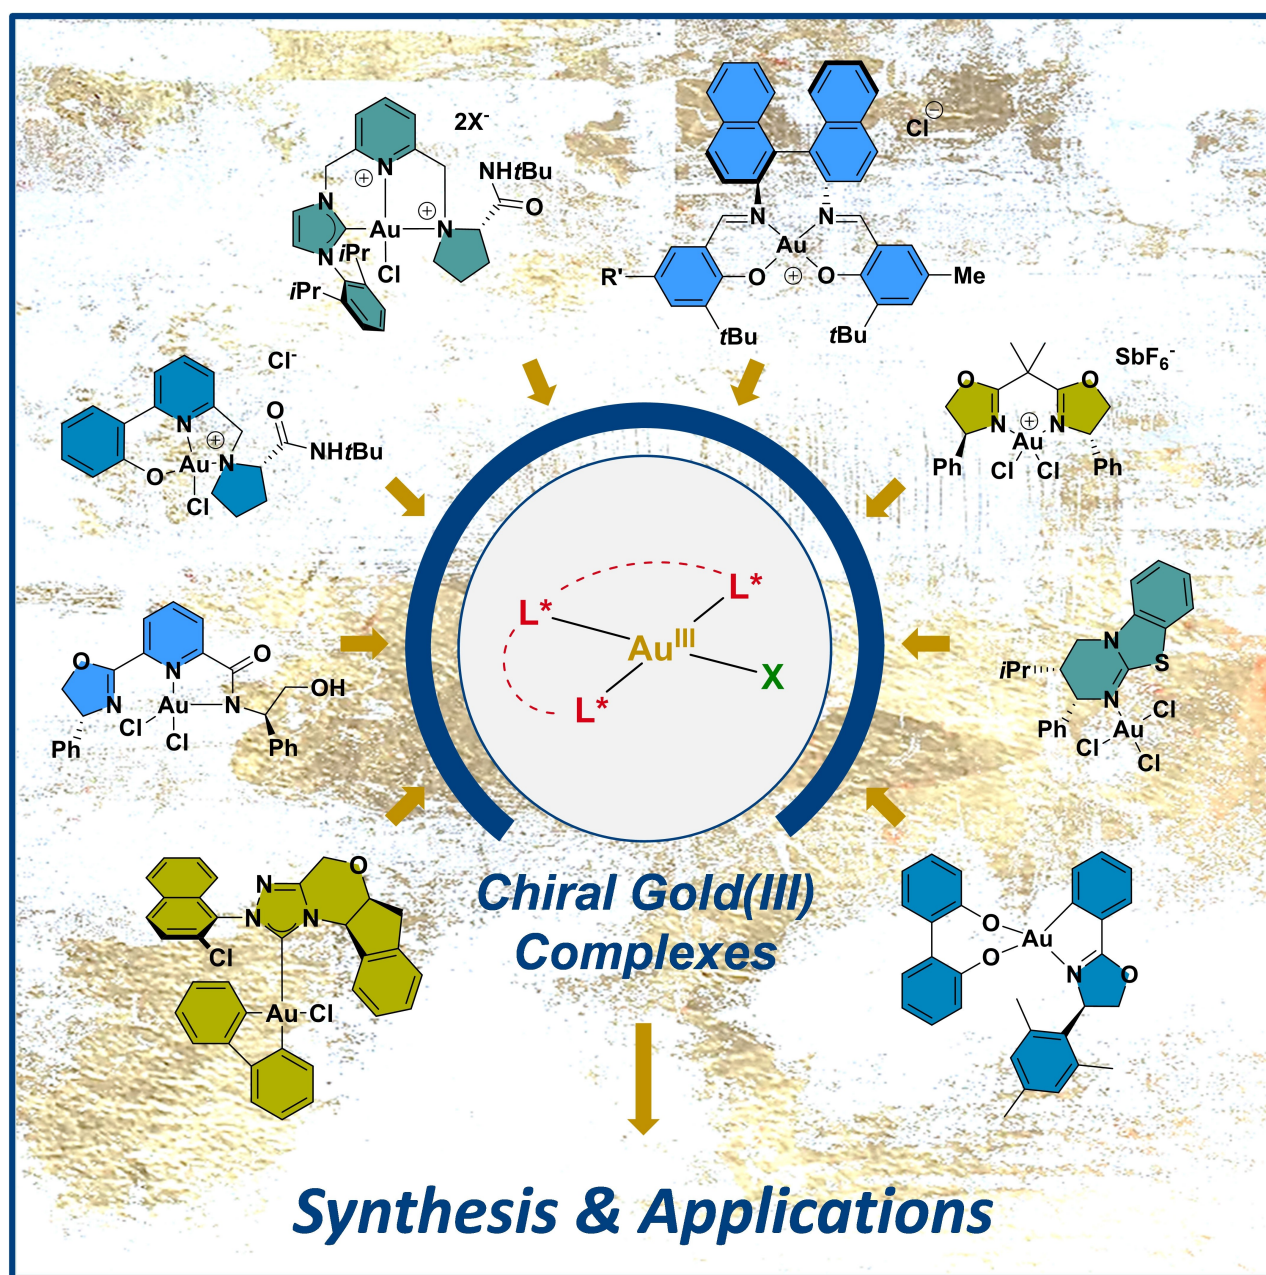 2X-
N
NHtBu
O
N
Au
N
N
iPr
Cl
iPr
Cl⊖
N
N
Au
R'
O
⊕
O
Me
tBu
tBu
Cl-
N
O
Au
N
NHtBu
O
Cl
O
O
SbF6-
N
N
Au
Ph
Cl
Cl
Ph
L*
L*
AuIII
X
L*
O
O
N
OH
N
Au
N
Cl
Cl
Ph
Ph
N
S
iPr
N
Ph
Cl
Au
Cl
Cl
O
N
N
N
Cl
Au
Cl
Chiral Gold(III)
Complexes
O
Au
O
N
O
Synthesis & Applications